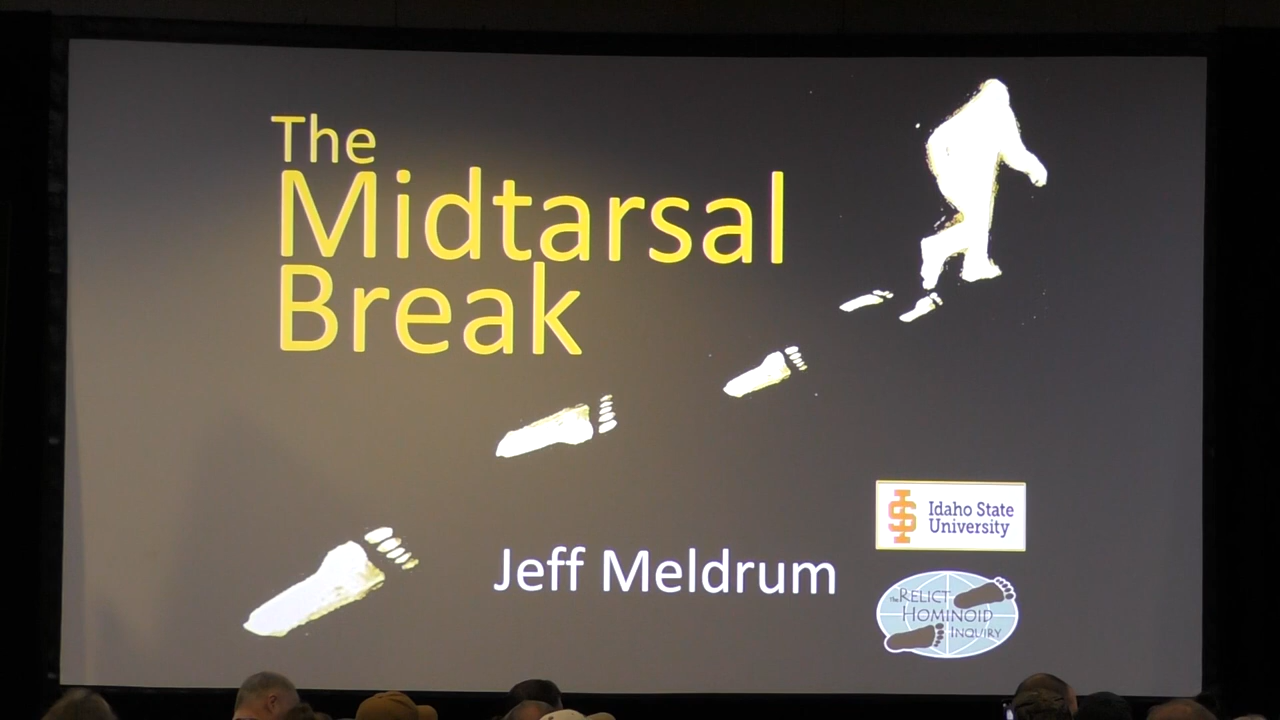 The
Midtarsal
Break
Idaho State
University
Jeff Meldrum
the RELICT
HOMINOID
INQUIRY